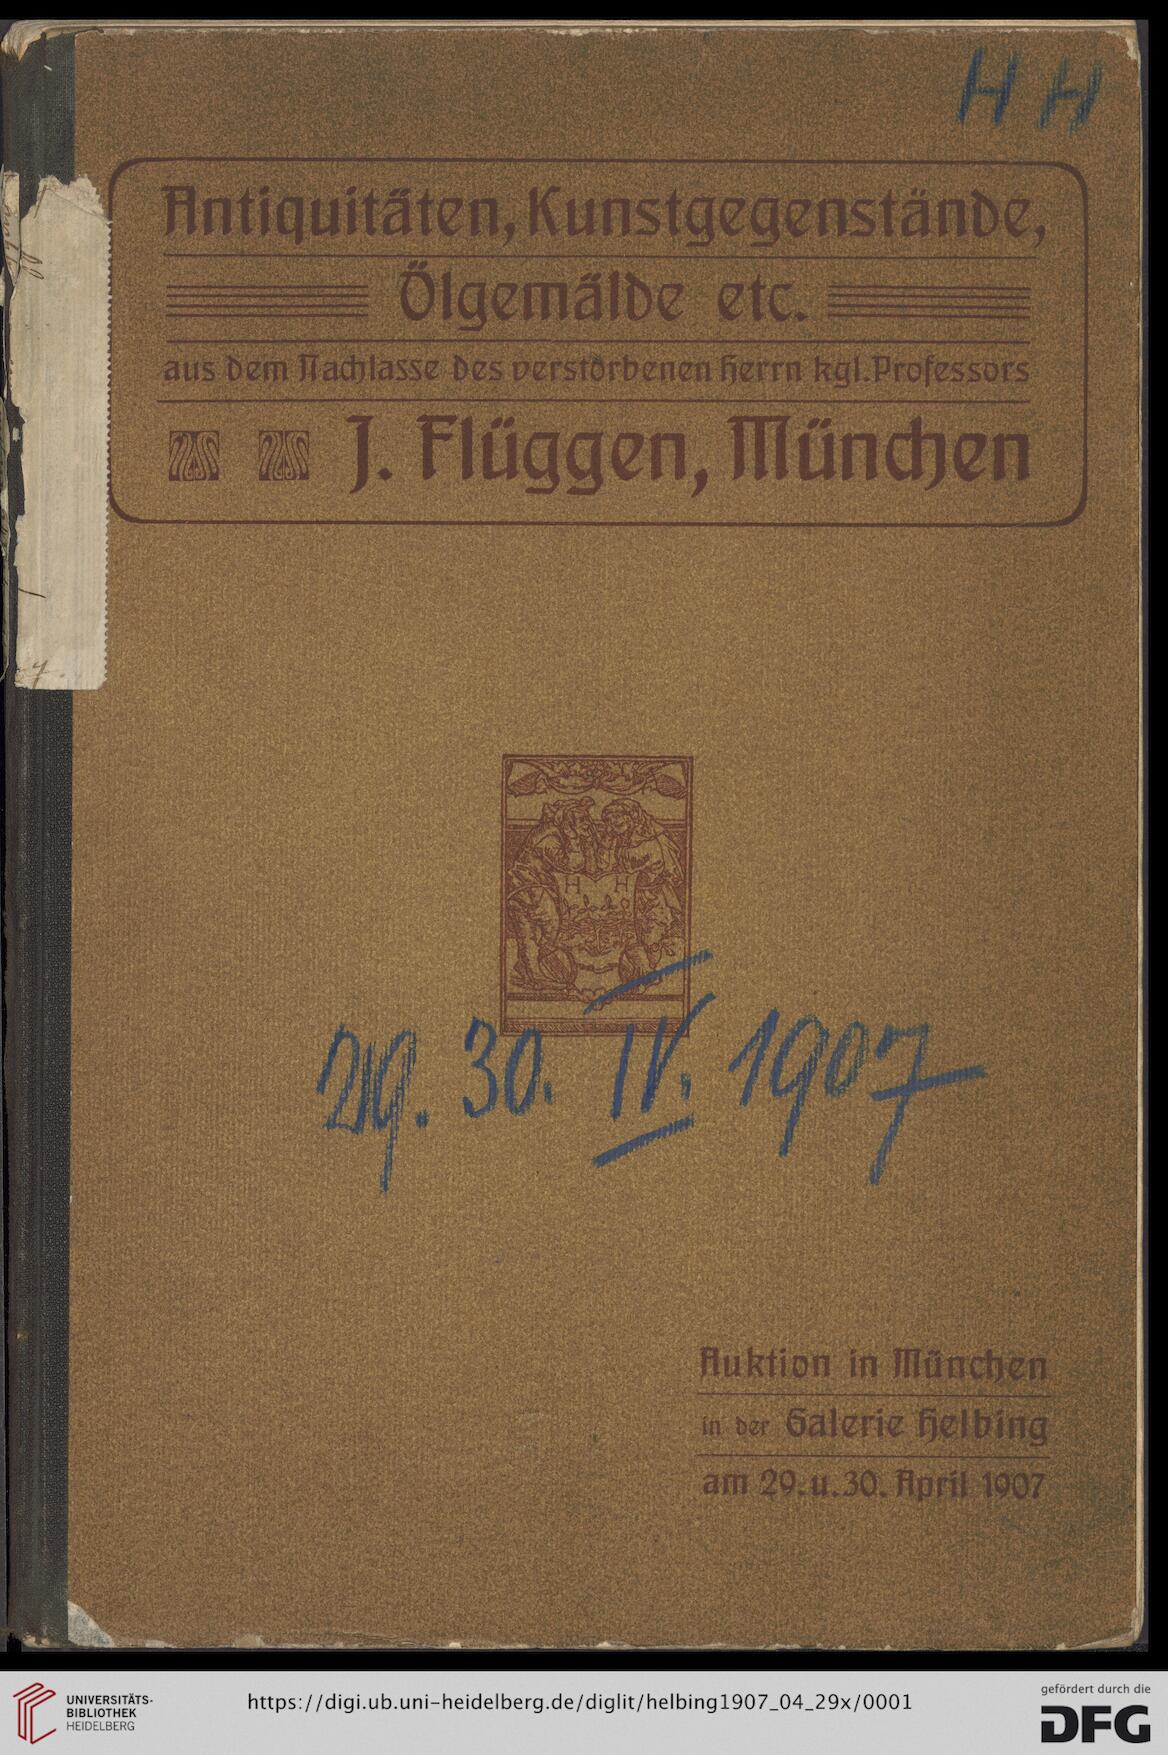 H H
Antiquitäten, Kunstgegenstände,
Ölgemälde etc.
aus dem Nachlasse des verstorbenen Herrn kgl. Professors
J. Flüggen, München
H H
29. 30. IV. 1907
Auktion in München
in der Galerie Helbing
am 29. u. 30. April 1907
UNIVERSITÄTS-
BIBLIOTHEK
HEIDELBERG
https://digi.ub.uni-heidelberg.de/diglit/helbing1907_04_29x/0001
gefördert durch die
DFG